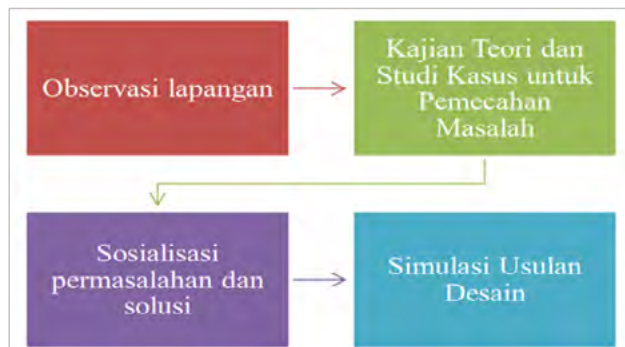 Observasi lapangan
Kajian Teori dan
Studi Kasus untuk
Pemecahan
Masalah
Sosialisasi
permasalahan dan
solusi
Simulasi Usulan
Desain